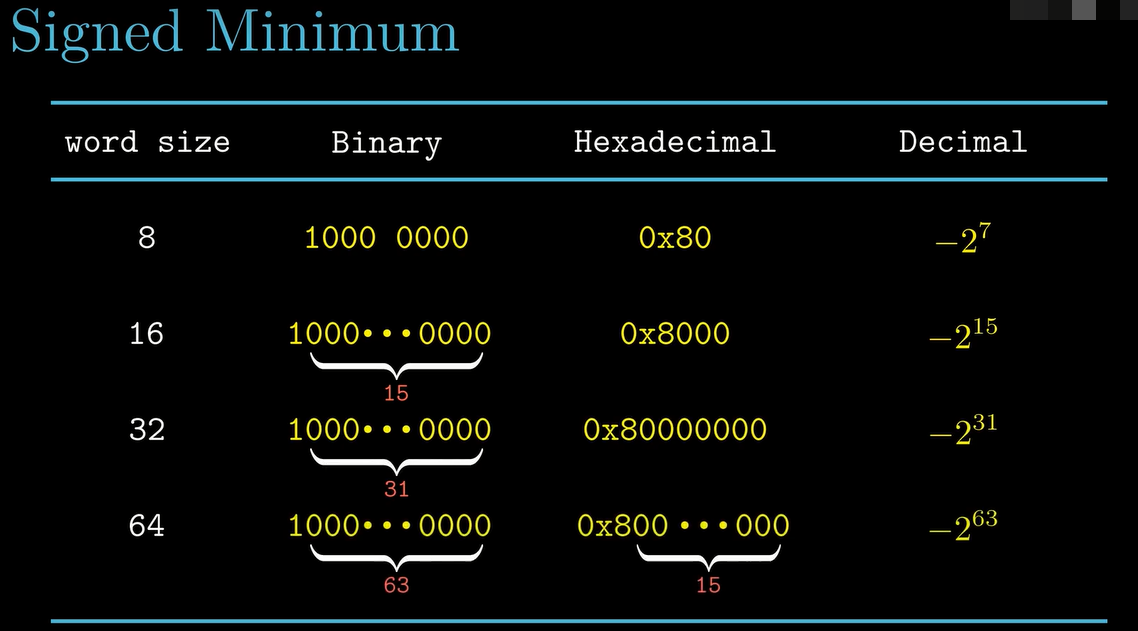 Signed Minimum
word size Binary Hexadecimal Decimal
8 1000 0000 0x80 −2^7
16 1000···0000 0x8000 −2^15
15
32 1000···0000 0x80000000 −2^31
31
64 1000···0000 0x800 ···000 −2^63
63 15